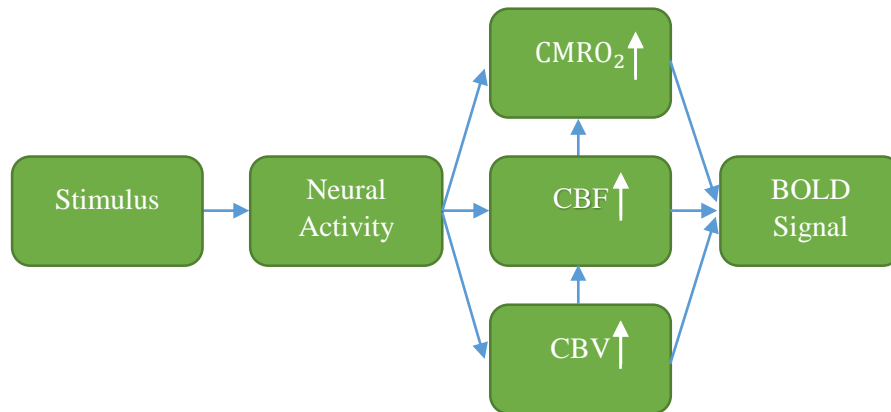 Stimulus
Neural
Activity
CMRO₂
CBF
CBV
BOLD
Signal